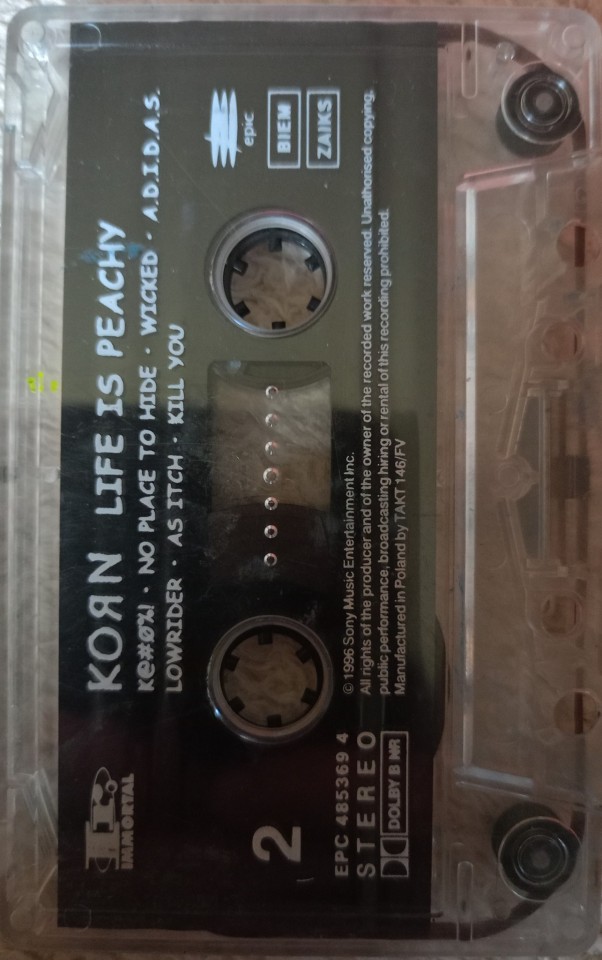 KOЯN LIFE IS PEACHY
K@#Ø%! · NO PLACE TO HIDE · WICKED · A.D.I.D.A.S.
LOWRIDER · AS ITCH · KILL YOU
IMMORTAL
epic
BIEM
ZAIKS
2
EPC 485369 4
STEREO
DOLBY B NR
© 1996 Sony Music Entertainment Inc.
All rights of the producer and of the owner of the recorded work reserved. Unauthorised copying,
public performance, broadcasting hiring or rental of this recording prohibited.
Manufactured in Poland by TAKT 146/FV